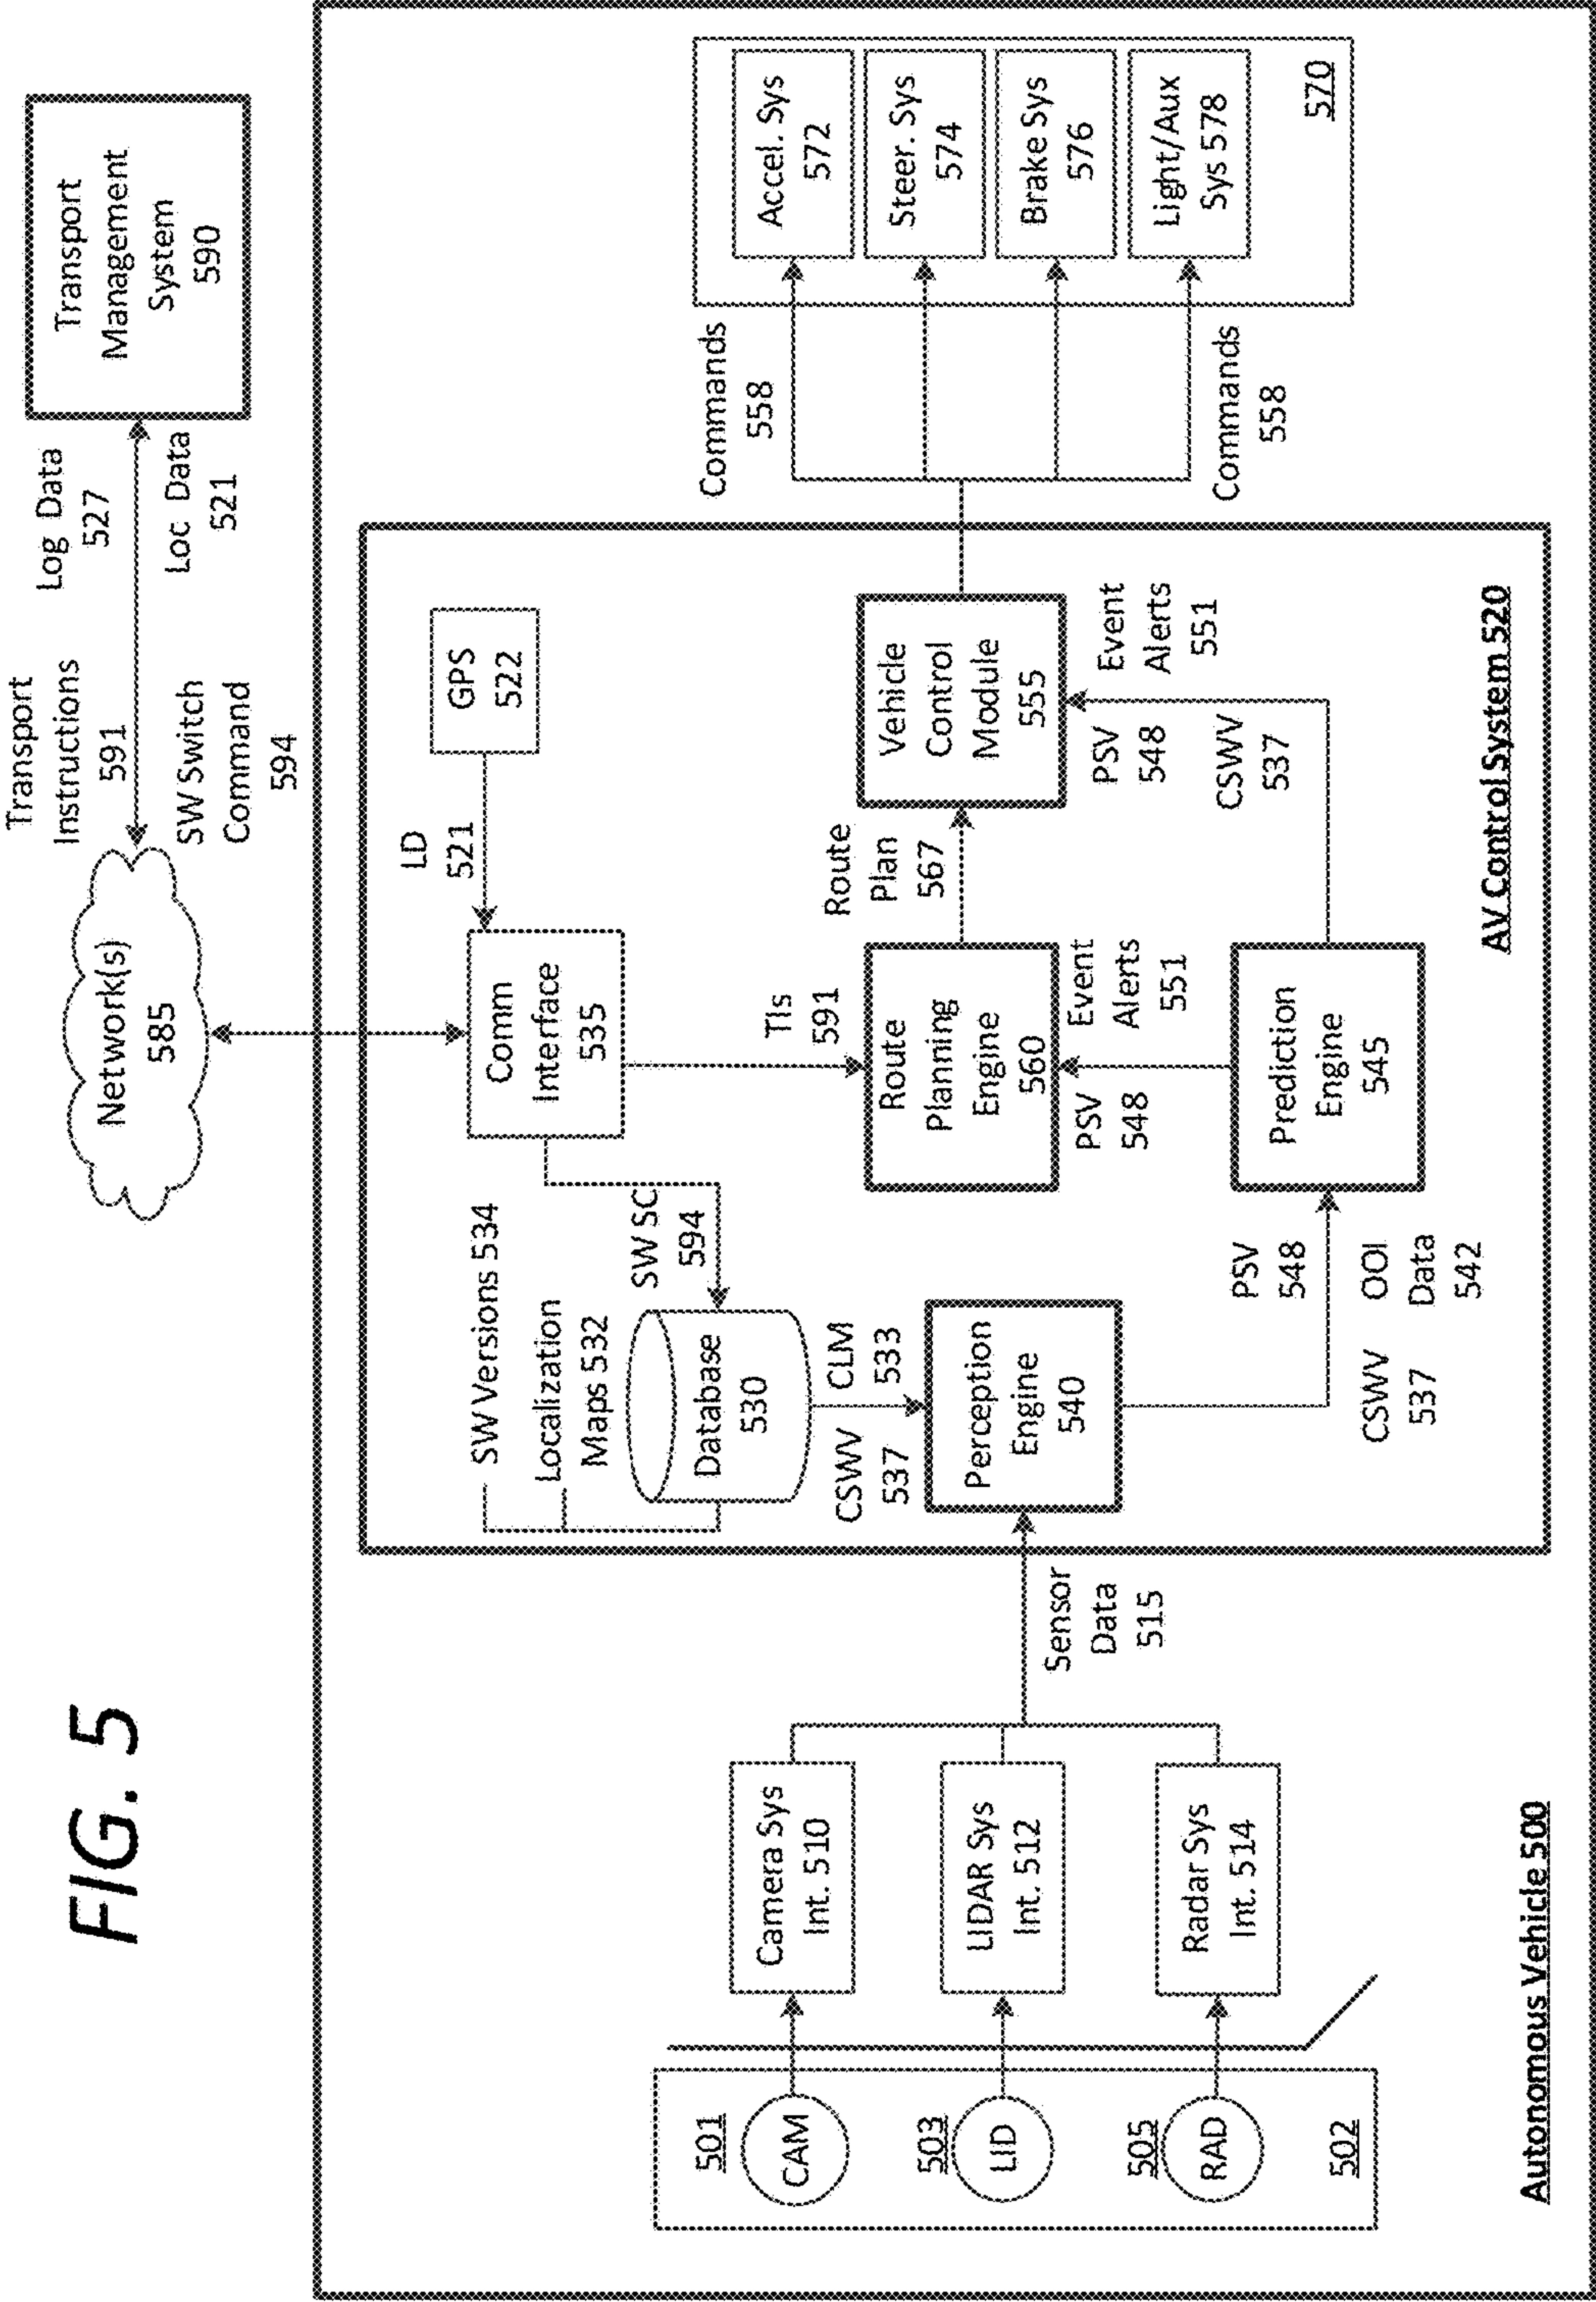 FIG. 5
Transport
Instructions
591
Log Data
527
Transport
Management
System
590
Network(s)
585
SW Switch
Command
594
Loc Data
521
SW Versions 534
Localization
Maps 532
Comm
Interface
535
LD
521
GPS
522
SW SC
594
Database
530
TIs
591
CSWV
537
CLM
533
Camera Sys
Int. 510
LIDAR Sys
Int. 512
Radar Sys
Int. 514
501
CAM
503
LID
505
RAD
502
Sensor
Data
515
Perception
Engine
540
Route
Planning
Engine
560
Route
Plan
567
Vehicle
Control
Module
555
PSV
548
Event
Alerts
551
PSV
548
Event
Alerts
551
CSWV
537
PSV
548
CSWV
537
OOI
Data
542
Prediction
Engine
545
Commands
558
Commands
558
Accel. Sys
572
Steer. Sys
574
Brake Sys
576
Light/Aux
Sys 578
570
AV Control System 520
Autonomous Vehicle 500